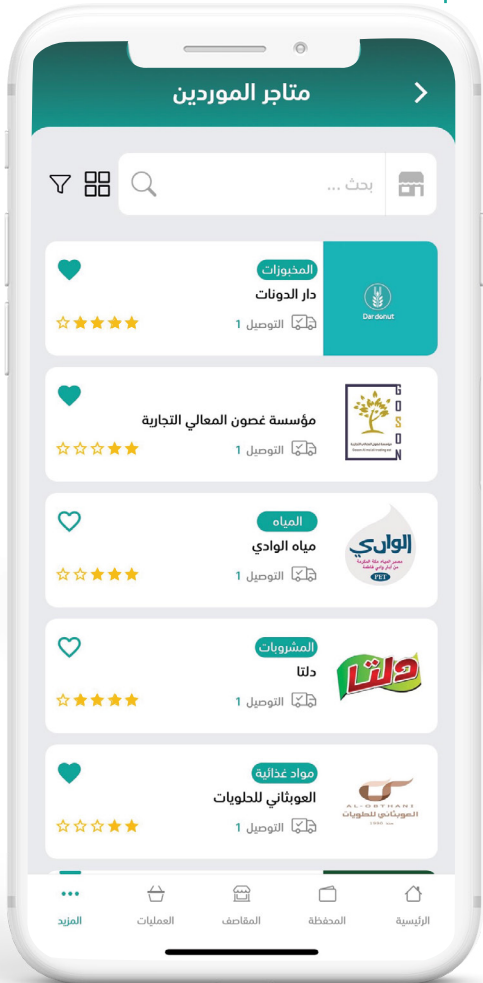 متاجر الموردين
بحث ...
المخبوزات
دار الدونات
التوصيل 1
Dar donut
مؤسسة غصون المعالي التجارية
التوصيل 1
GOSON
المياه
مياه الوادي
التوصيل 1
الوادي
PET
المشروبات
دلتا
التوصيل 1
دلتا
مواد غذائية
العوبثاني للحلويات
التوصيل 1
AL-OBTHANI
العوبثاني للحلويات
الرئيسية
المحفظة
المقاصف
العمليات
المزيد